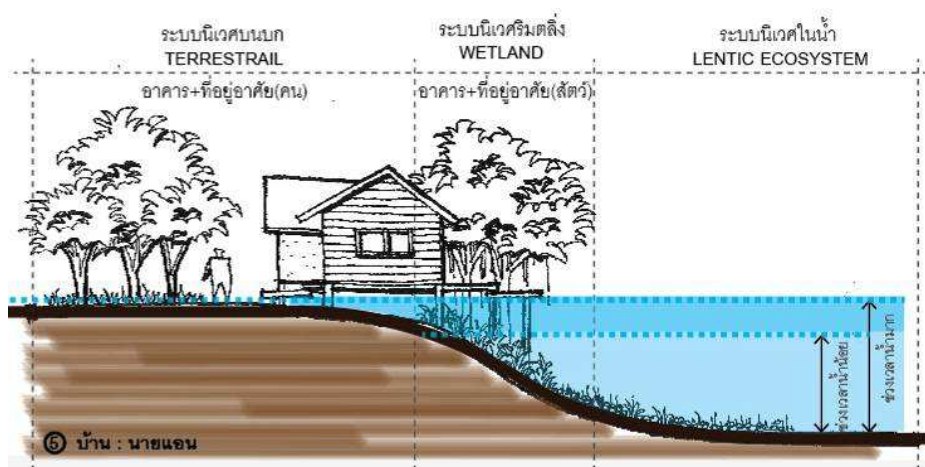 ระบบนิเวศบนบก
TERRESTRAIL
ระบบนิเวศริมตลิ่ง
WETLAND
ระบบนิเวศในน้ำ
LENTIC ECOSYSTEM
อาคาร+ที่อยู่อาศัย(คน)
อาคาร+ที่อยู่อาศัย(สัตว์)
ช่วงเวลาน้ำน้อย
ช่วงเวลาน้ำมาก
5 บ้าน : นายแอน